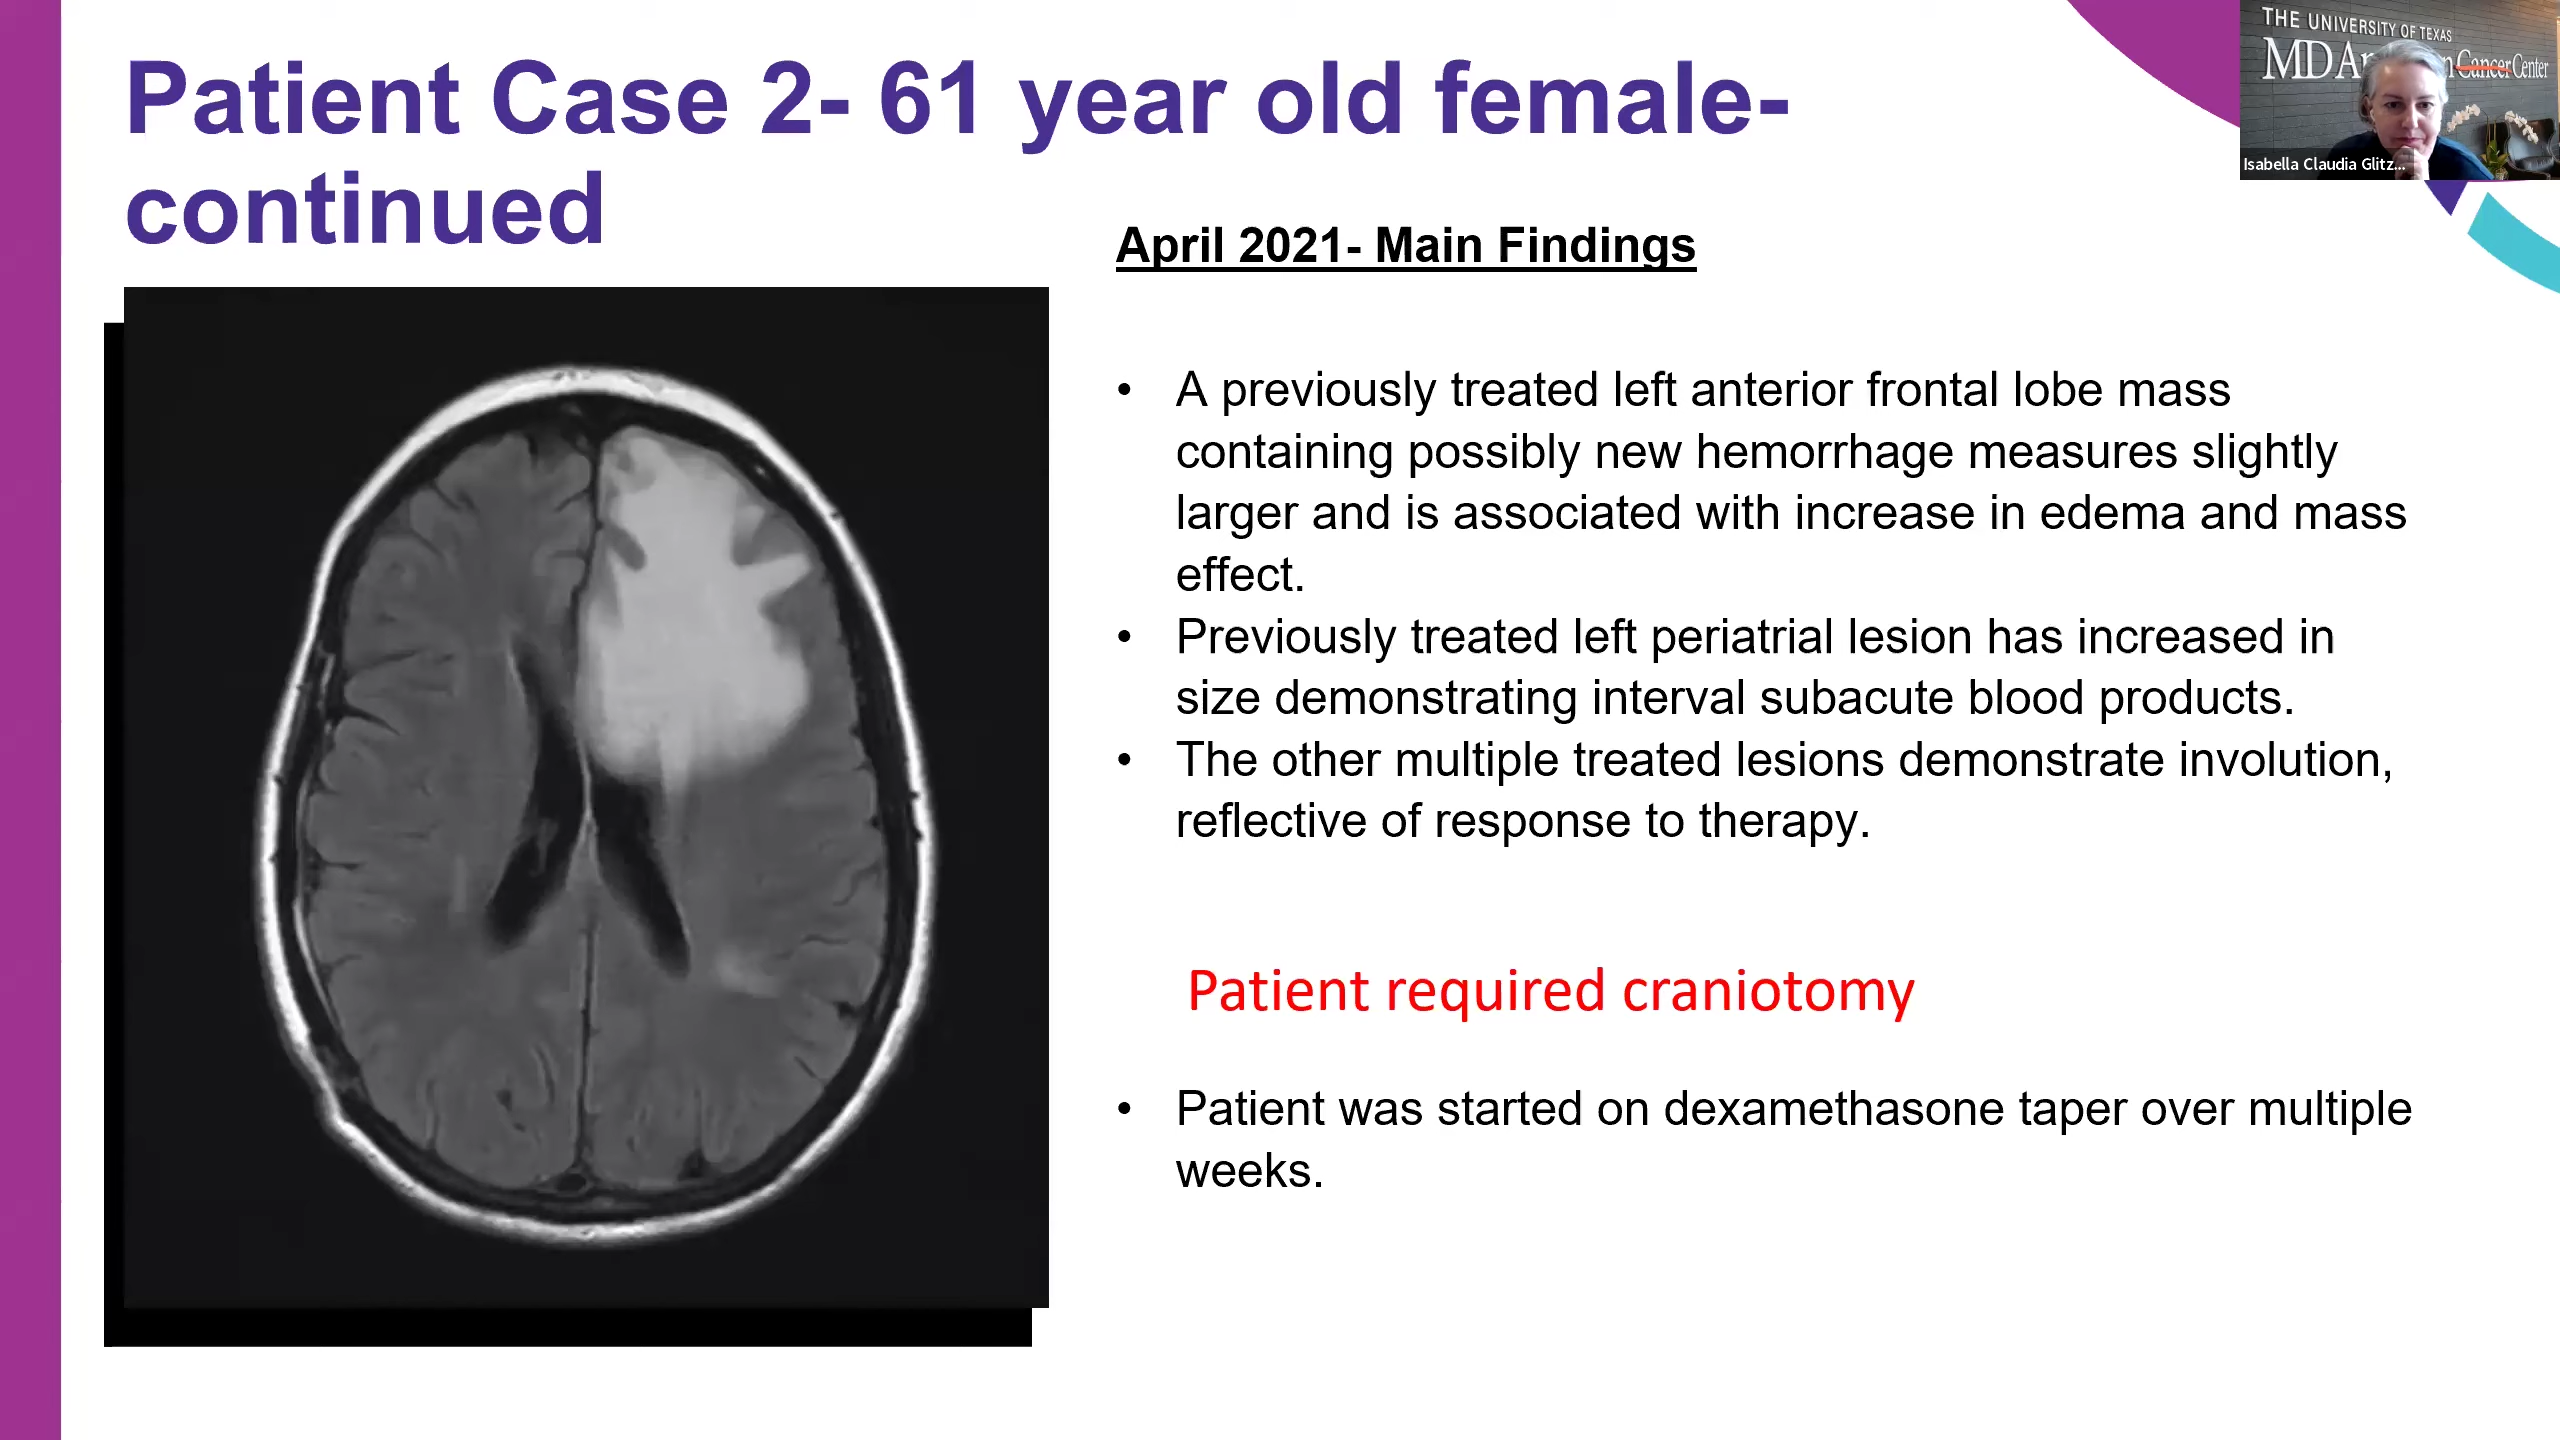 Patient Case 2- 61 year old female-
continued
THE UNIVERSITY OF TEXAS
MD Cancer Center
Isabella Claudia Glitz...
April 2021- Main Findings
• A previously treated left anterior frontal lobe mass
containing possibly new hemorrhage measures slightly
larger and is associated with increase in edema and mass
effect.
• Previously treated left periatrial lesion has increased in
size demonstrating interval subacute blood products.
• The other multiple treated lesions demonstrate involution,
reflective of response to therapy.
Patient required craniotomy
• Patient was started on dexamethasone taper over multiple
weeks.